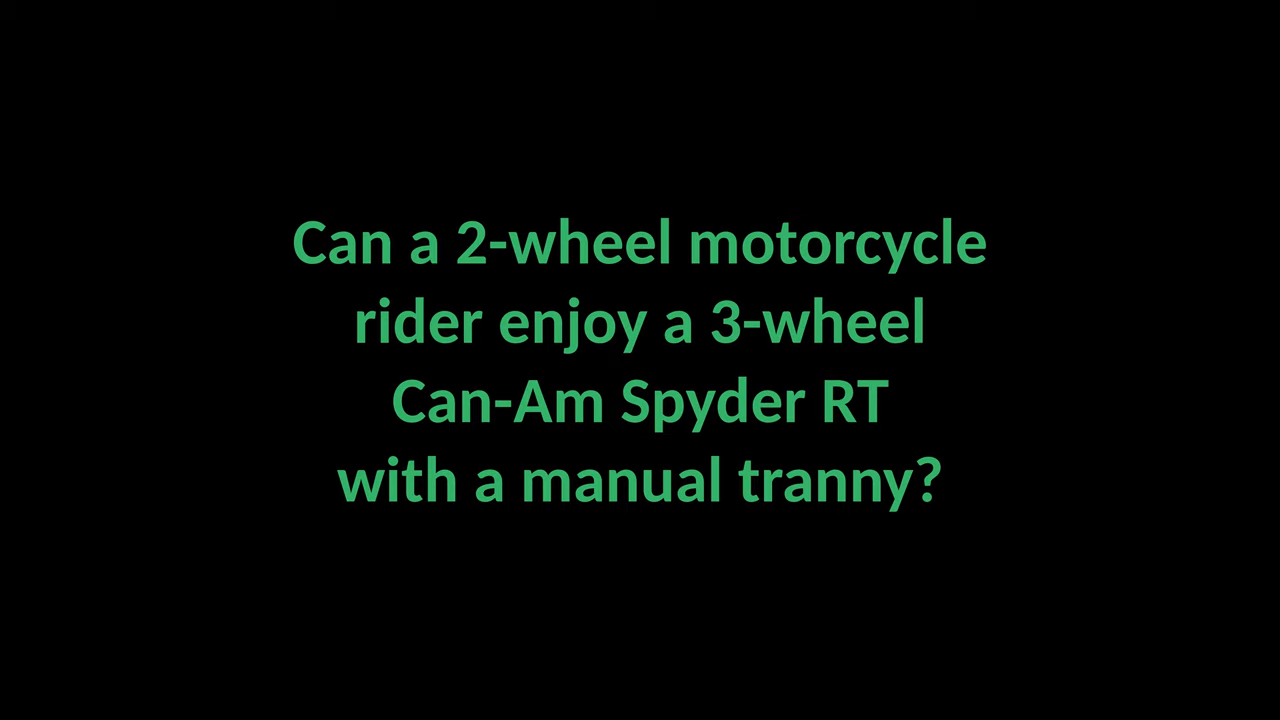 Can a 2-wheel motorcycle
rider enjoy a 3-wheel
Can-Am Spyder RT
with a manual tranny?